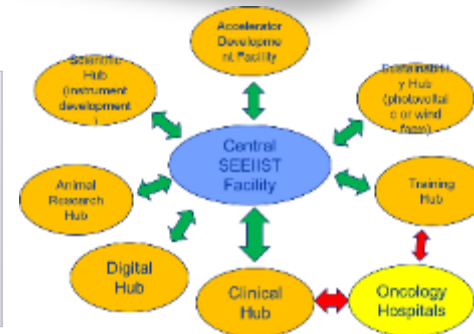 Accelerator
Developme
nt Facility
Scientific
Hub
(instrument
development
)
Sustainabilit
y Hub
(photovoltai
c or wind
farm)
Central
SEEIIST
Facility
Animal
Research
Hub
Training
Hub
Digital
Hub
Clinical
Hub
Oncology
Hospitals